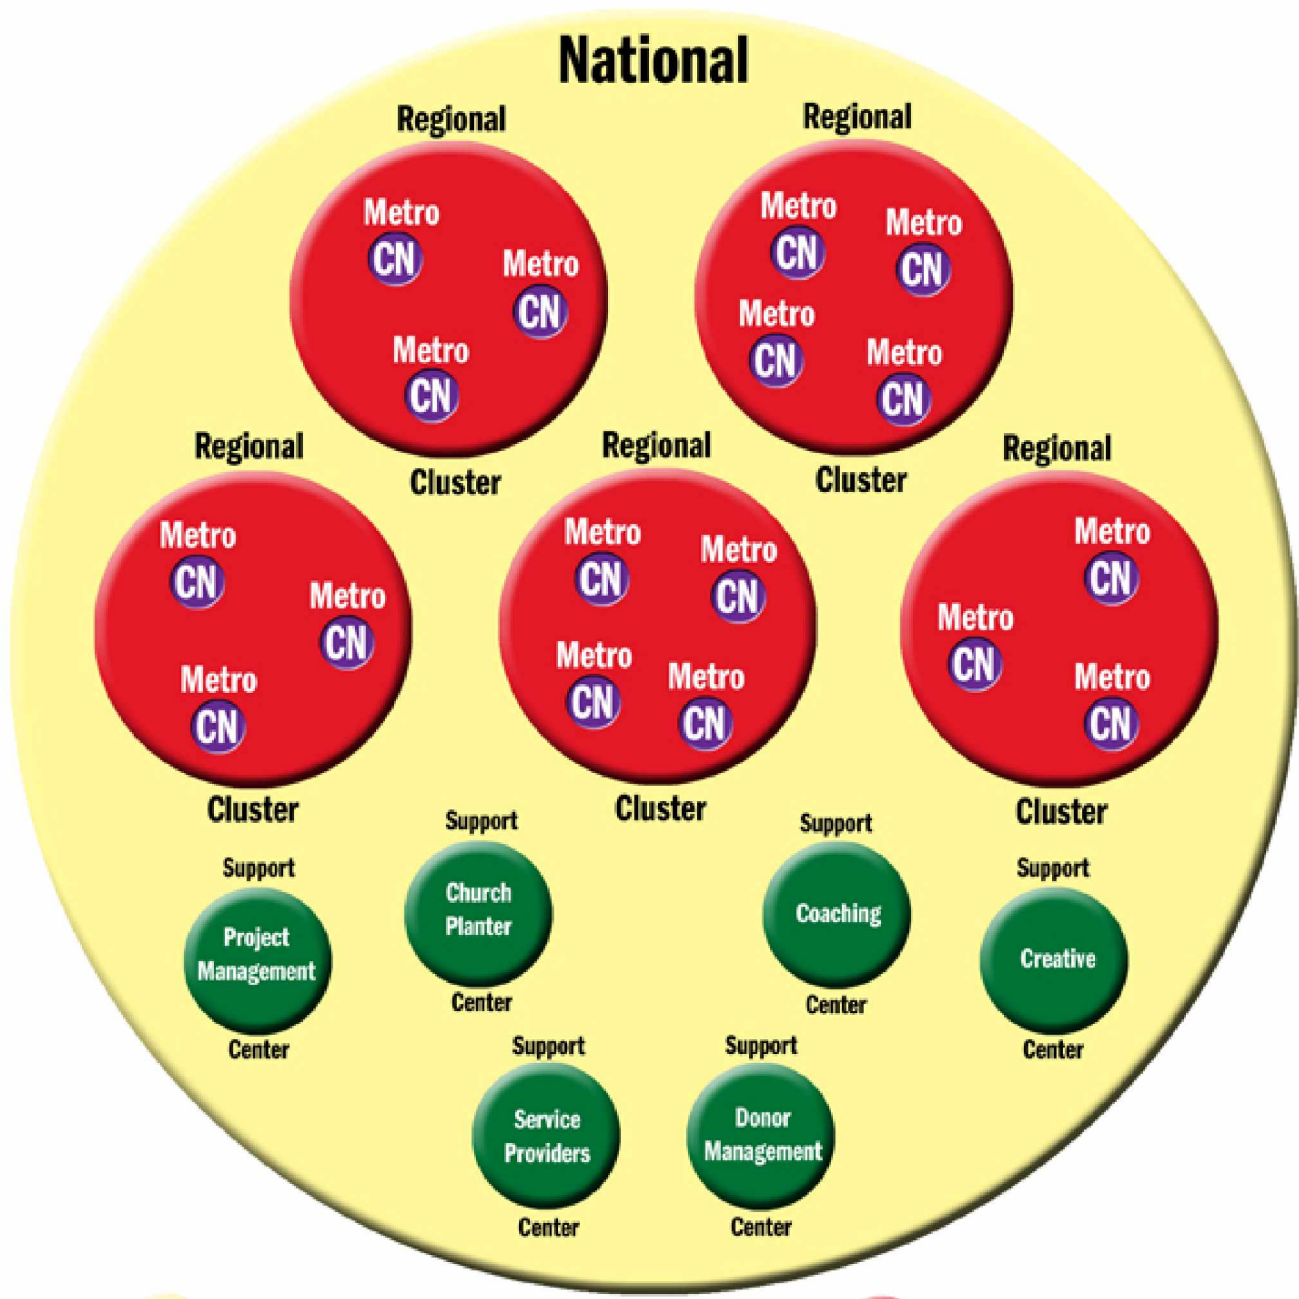 National
Regional
Metro
CN
Metro
CN
Metro
CN
Cluster
Regional
Metro
CN
Metro
CN
Metro
CN
Metro
CN
Cluster
Regional
Metro
CN
Metro
CN
Metro
CN
Cluster
Regional
Metro
CN
Metro
CN
Metro
CN
Metro
CN
Cluster
Regional
Metro
CN
Metro
CN
Metro
CN
Cluster
Support
Project
Management
Center
Support
Church
Planter
Center
Support
Coaching
Center
Support
Creative
Center
Support
Service
Providers
Center
Support
Donor
Management
Center